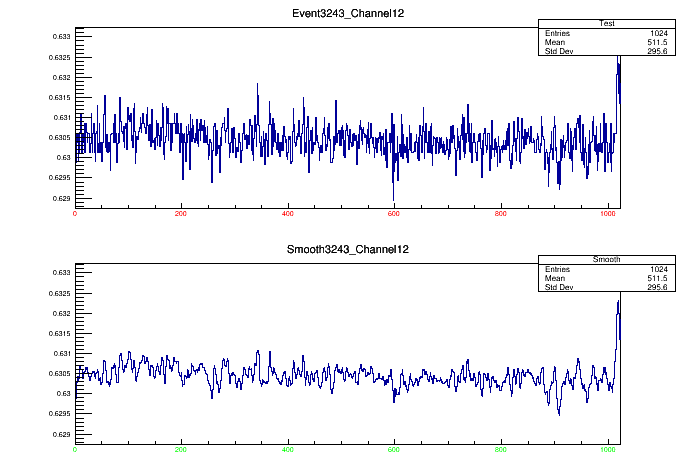 Event3243_Channel12
Test
Entries 1024
Mean 511.5
Std Dev 295.6
0.633
0.6325
0.632
0.6315
0.631
0.6305
0.63
0.6295
0.629
0 200 400 600 800 1000
Smooth3243_Channel12
Smooth
Entries 1024
Mean 511.5
Std Dev 295.6
0.633
0.6325
0.632
0.6315
0.631
0.6305
0.63
0.6295
0.629
0 200 400 600 800 1000